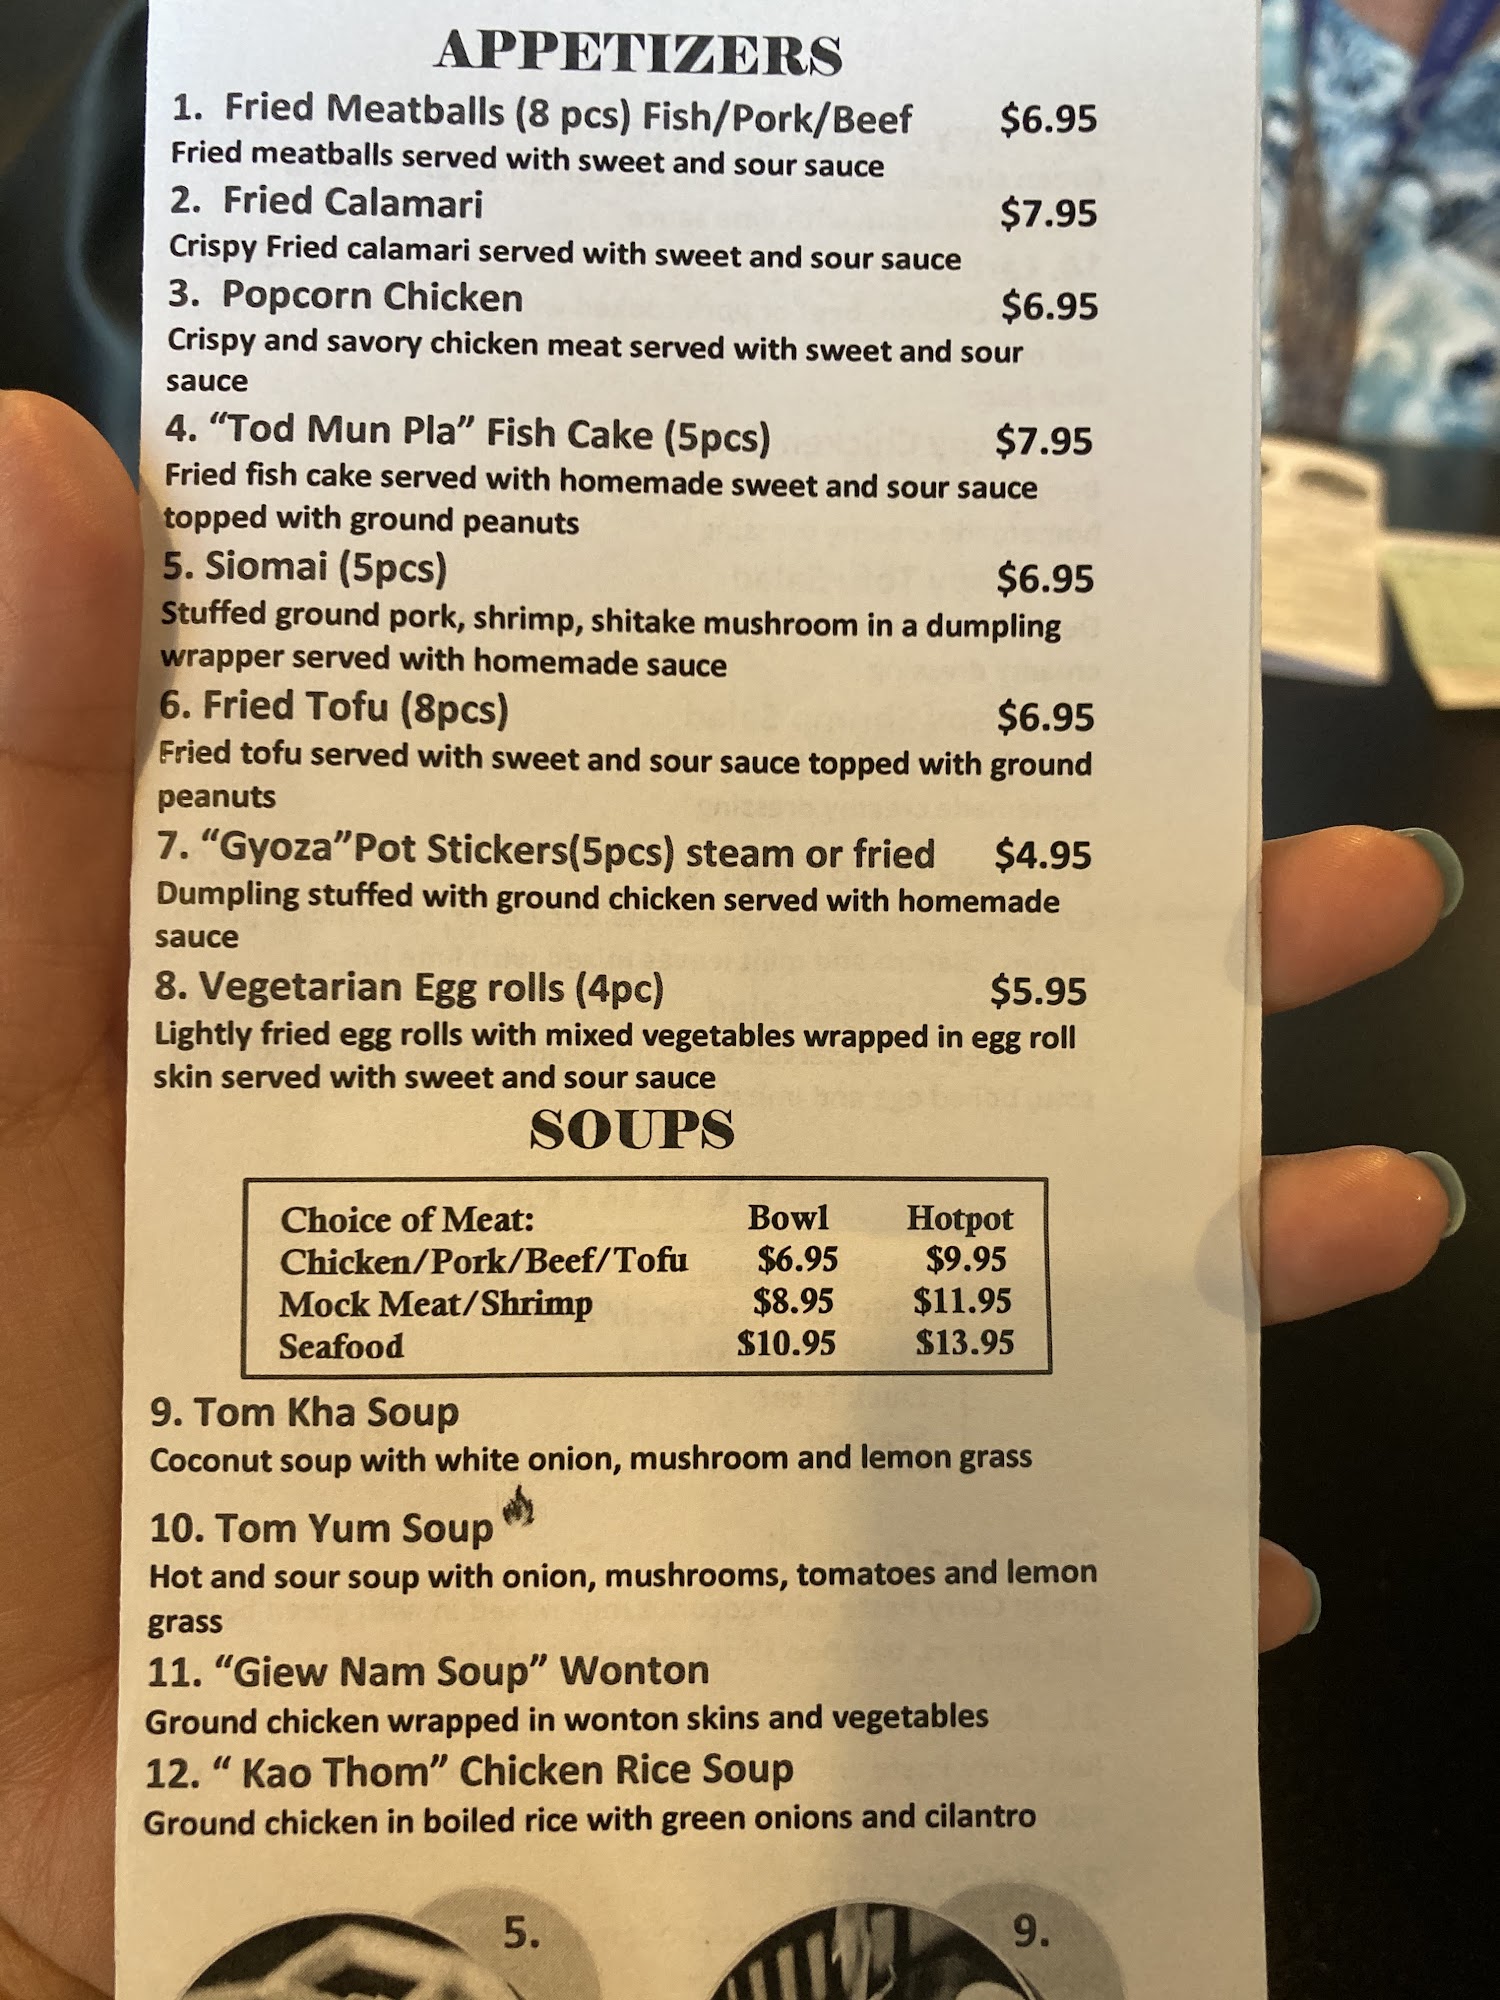 APPETIZERS
1. Fried Meatballs (8 pcs) Fish/Pork/Beef $6.95
Fried meatballs served with sweet and sour sauce
2. Fried Calamari $7.95
Crispy Fried calamari served with sweet and sour sauce
3. Popcorn Chicken $6.95
Crispy and savory chicken meat served with sweet and sour
sauce
4. “Tod Mun Pla” Fish Cake (5pcs) $7.95
Fried fish cake served with homemade sweet and sour sauce
topped with ground peanuts
5. Siomai (5pcs) $6.95
Stuffed ground pork, shrimp, shitake mushroom in a dumpling
wrapper served with homemade sauce
6. Fried Tofu (8pcs) $6.95
Fried tofu served with sweet and sour sauce topped with ground
peanuts
7. “Gyoza”Pot Stickers(5pcs) steam or fried $4.95
Dumpling stuffed with ground chicken served with homemade
sauce
8. Vegetarian Egg rolls (4pc) $5.95
Lightly fried egg rolls with mixed vegetables wrapped in egg roll
skin served with sweet and sour sauce
SOUPS
Choice of Meat: Bowl Hotpot
Chicken/Pork/Beef/Tofu $6.95 $9.95
Mock Meat/Shrimp $8.95 $11.95
Seafood $10.95 $13.95
9. Tom Kha Soup
Coconut soup with white onion, mushroom and lemon grass
10. Tom Yum Soup
Hot and sour soup with onion, mushrooms, tomatoes and lemon
grass
11. “Giew Nam Soup” Wonton
Ground chicken wrapped in wonton skins and vegetables
12. “ Kao Thom” Chicken Rice Soup
Ground chicken in boiled rice with green onions and cilantro
5. 9.